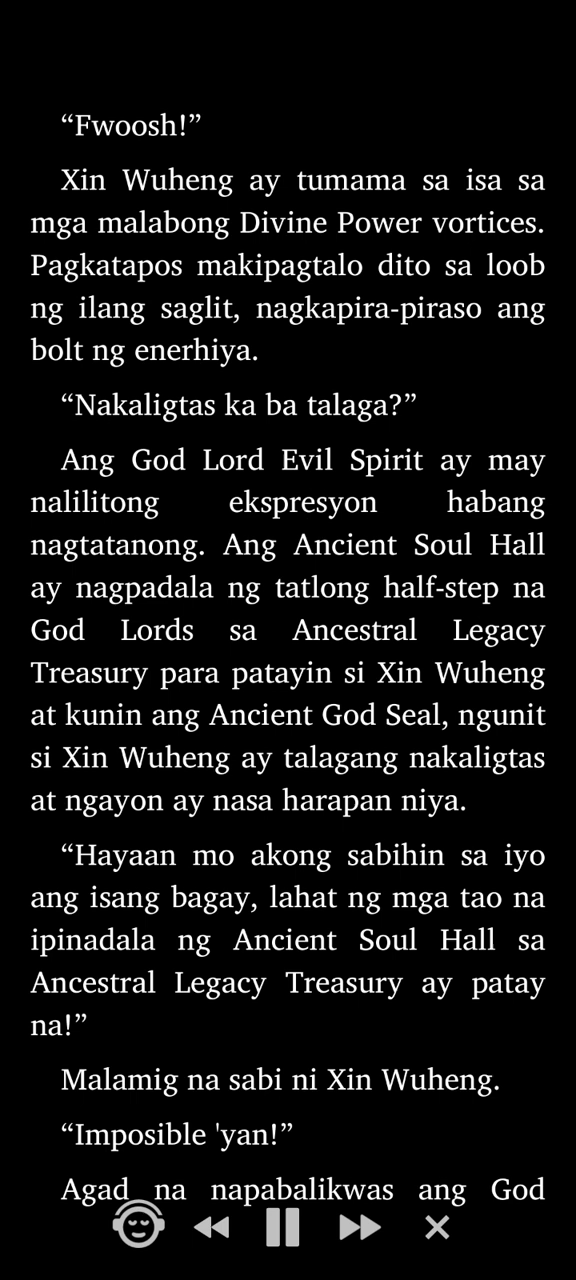 “Fwoosh!”
Xin Wuheng ay tumama sa isa sa
mga malabong Divine Power vortices.
Pagkatapos makipagtalo dito sa loob
ng ilang saglit, nagkapira-piraso ang
bolt ng enerhiya.
“Nakaligtas ka ba talaga?”
Ang God Lord Evil Spirit ay may
nalilitong ekspresyon habang
nagtatanong. Ang Ancient Soul Hall
ay nagpadala ng tatlong half-step na
God Lords sa Ancestral Legacy
Treasury para patayin si Xin Wuheng
at kunin ang Ancient God Seal, ngunit
si Xin Wuheng ay talagang nakaligtas
at ngayon ay nasa harapan niya.
“Hayaan mo akong sabihin sa iyo
ang isang bagay, lahat ng mga tao na
ipinadala ng Ancient Soul Hall sa
Ancestral Legacy Treasury ay patay
na!”
Malamig na sabi ni Xin Wuheng.
“Imposible 'yan!”
Agad na napabalikwas ang God